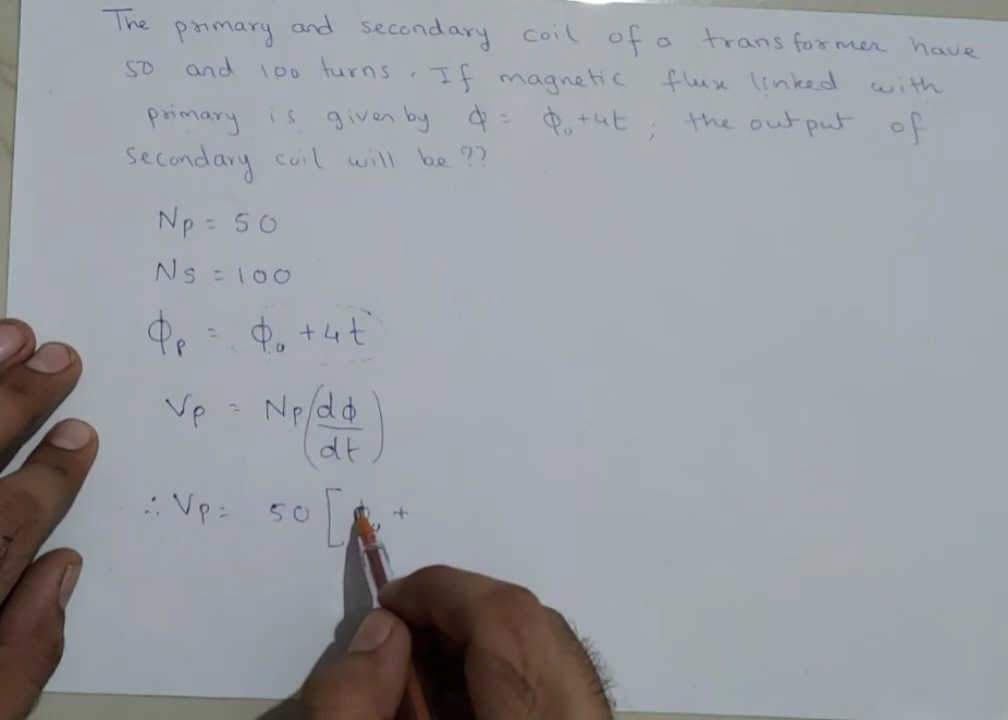 The primary and secondary coil of a transformer have
50 and 100 turns. If magnetic flux linked with
primary is given by ϕ = ϕ₀+4t ; the output of
secondary coil will be ??
Np = 50
Ns = 100
ϕp = ϕ₀ + 4t
Vp = Np(dϕ/dt)
∴ Vp = 50 [ϕ₀ +